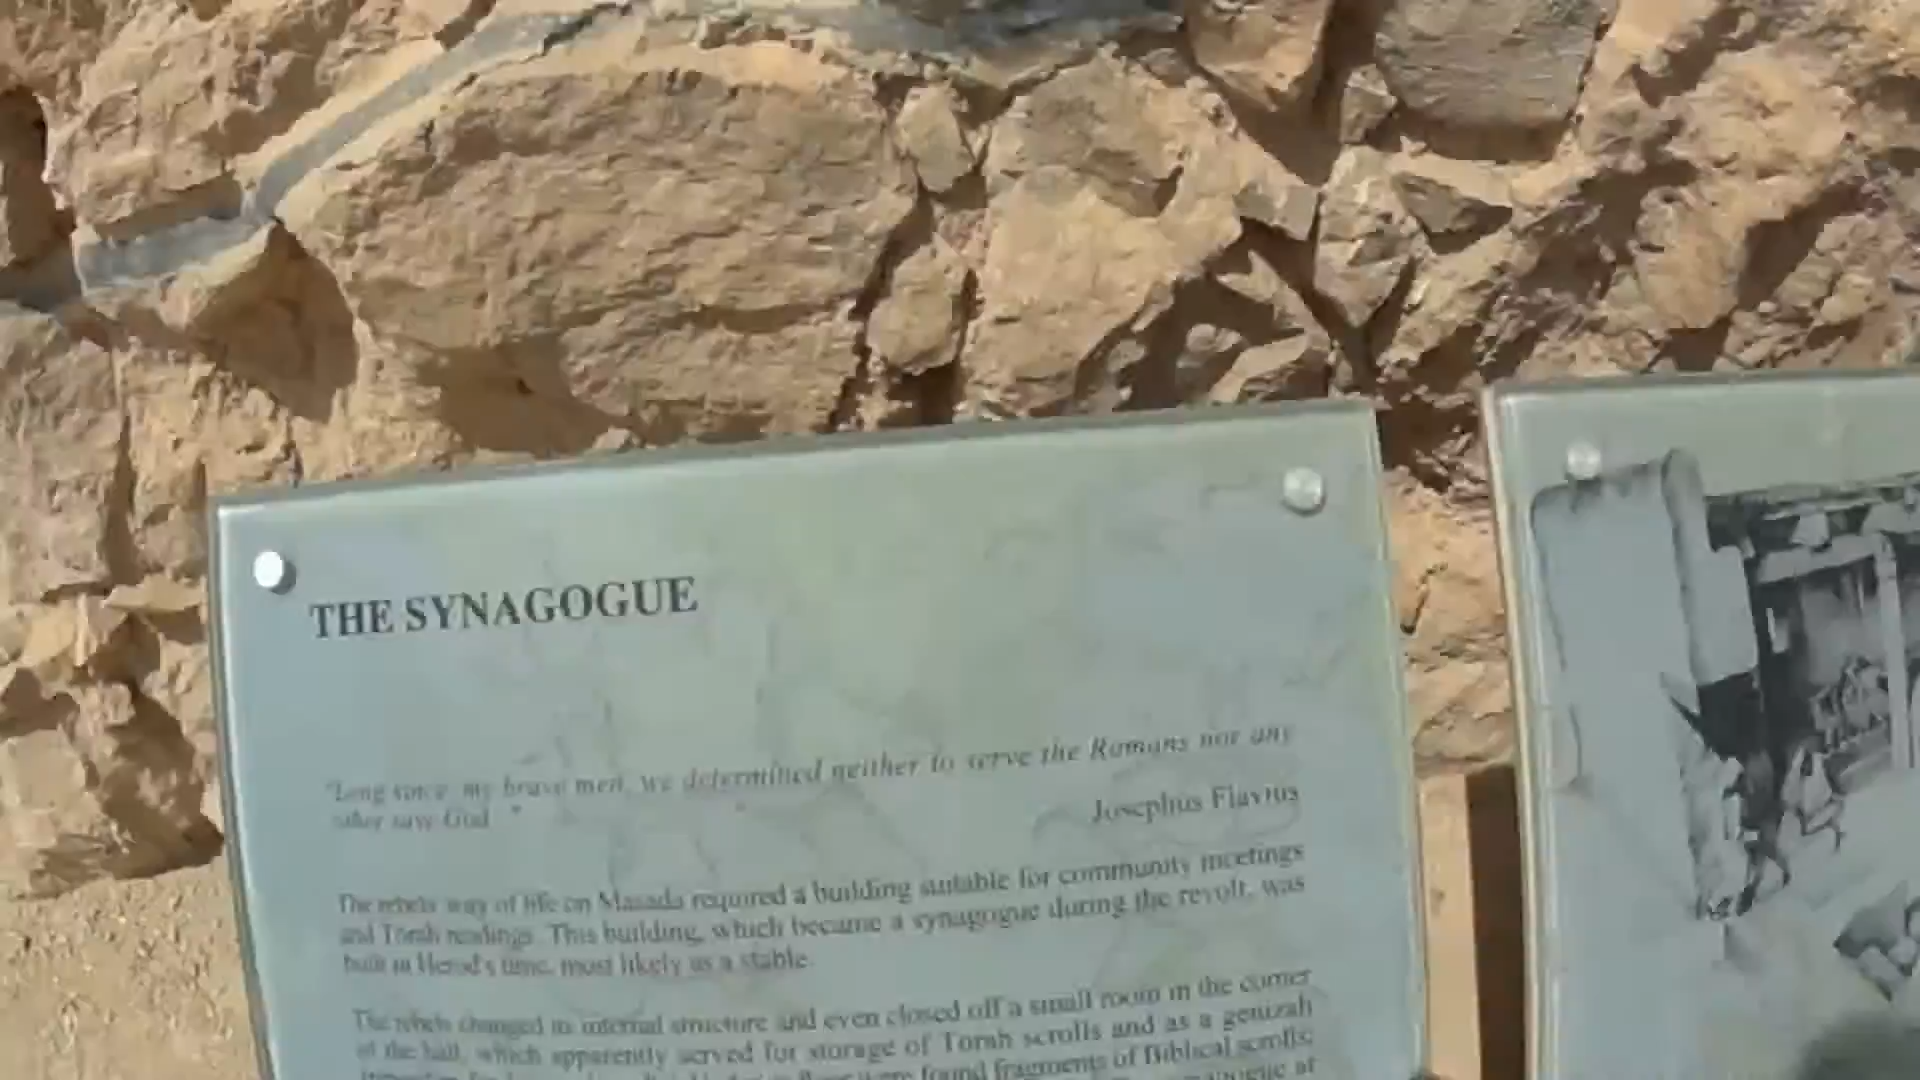 THE SYNAGOGUE
"Long since, my brave men, we determined neither to serve the Romans nor any
other save God. "
Josephus Flavius
The rebels way of life on Masada required a building suitable for community meetings
and Torah readings. This building, which became a synagogue during the revolt, was
built in Herod's time, most likely as a stable.
The rebels changed its internal structure and even closed off a small room in the corner
of the hall, which apparently served for storage of Torah scrolls and as a genizah
were found fragments of Biblical scrolls;
synagogue at